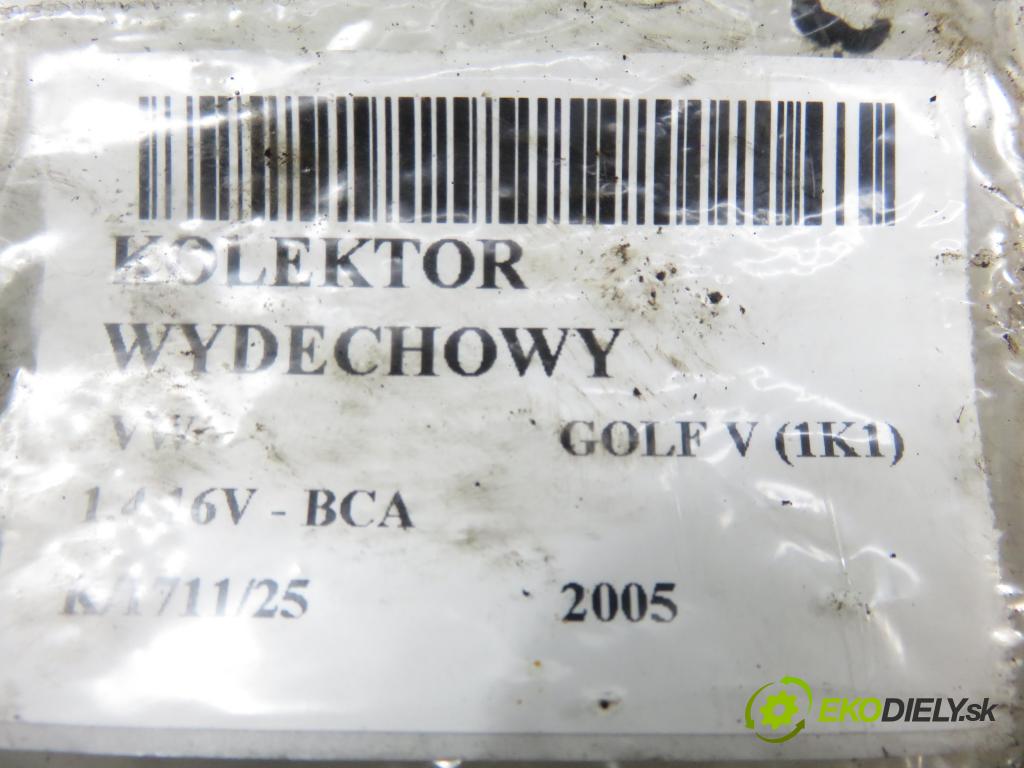 KOLEKTOR
WYDECHOWY
VW GOLF V (1K1)
1.4 16V - BCA
K/1711/25 2005
EKODIELY.sk